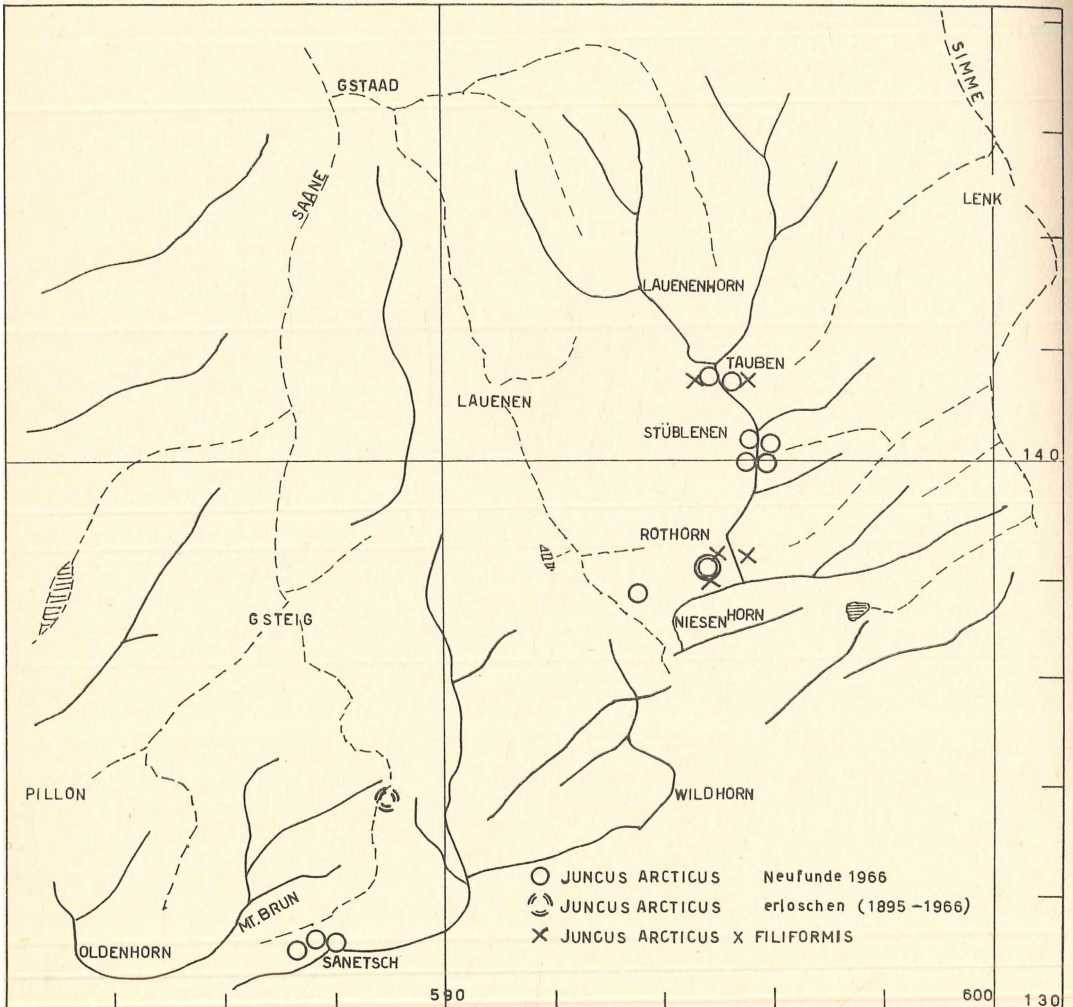 GSTAAD
SIMME
SAANE
LENK
LAUENENHORN
TAUBEN
LAUENEN
STÜBLENEN
140
ROTHORN
NIESENHORN
GSTEIG
PILLON
WILDHORN
JUNCUS ARCTICUS Neufunde 1966
JUNCUS ARCTICUS erloschen (1895-1966)
JUNCUS ARCTICUS X FILIFORMIS
MT. BRUN
OLDENHORN
SANETSCH
590
600
130